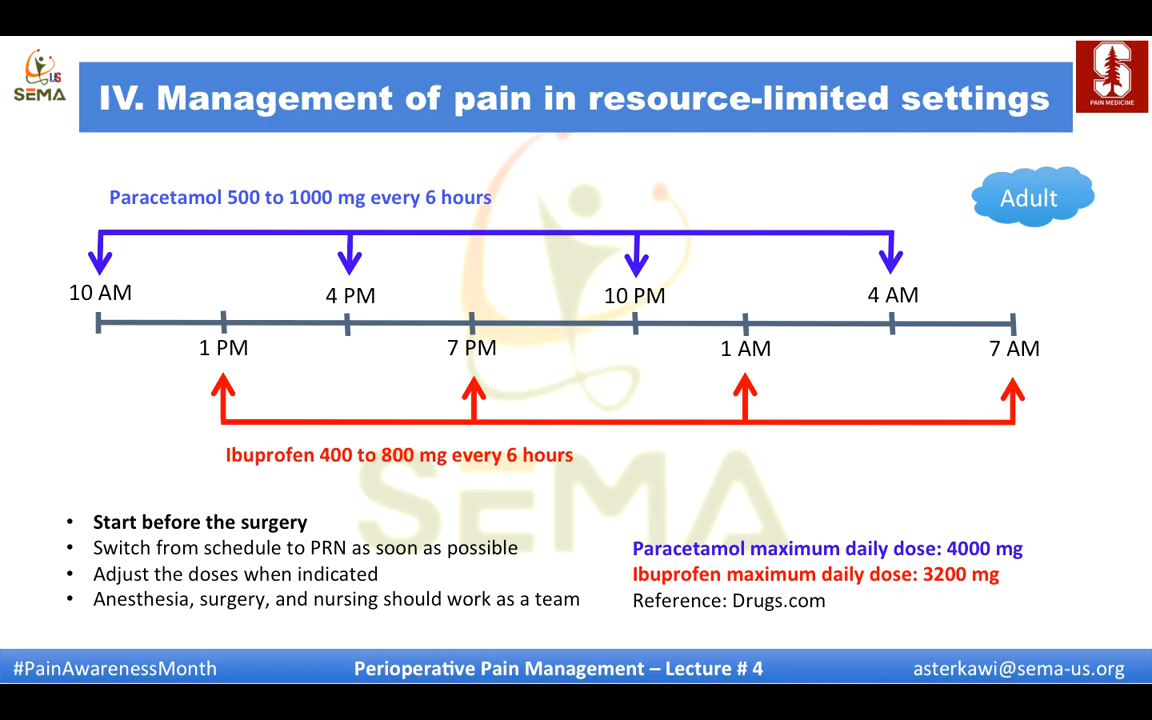 US
SEMA
IV. Management of pain in resource-limited settings
S
PAIN MEDICINE
Paracetamol 500 to 1000 mg every 6 hours
Adult
10 AM
4 PM
10 PM
4 AM
1 PM
7 PM
1 AM
7 AM
Ibuprofen 400 to 800 mg every 6 hours
SEMA
• Start before the surgery
• Switch from schedule to PRN as soon as possible
• Adjust the doses when indicated
• Anesthesia, surgery, and nursing should work as a team
Paracetamol maximum daily dose: 4000 mg
Ibuprofen maximum daily dose: 3200 mg
Reference: Drugs.com
#PainAwarenessMonth
Perioperative Pain Management – Lecture # 4
asterkawi@sema-us.org